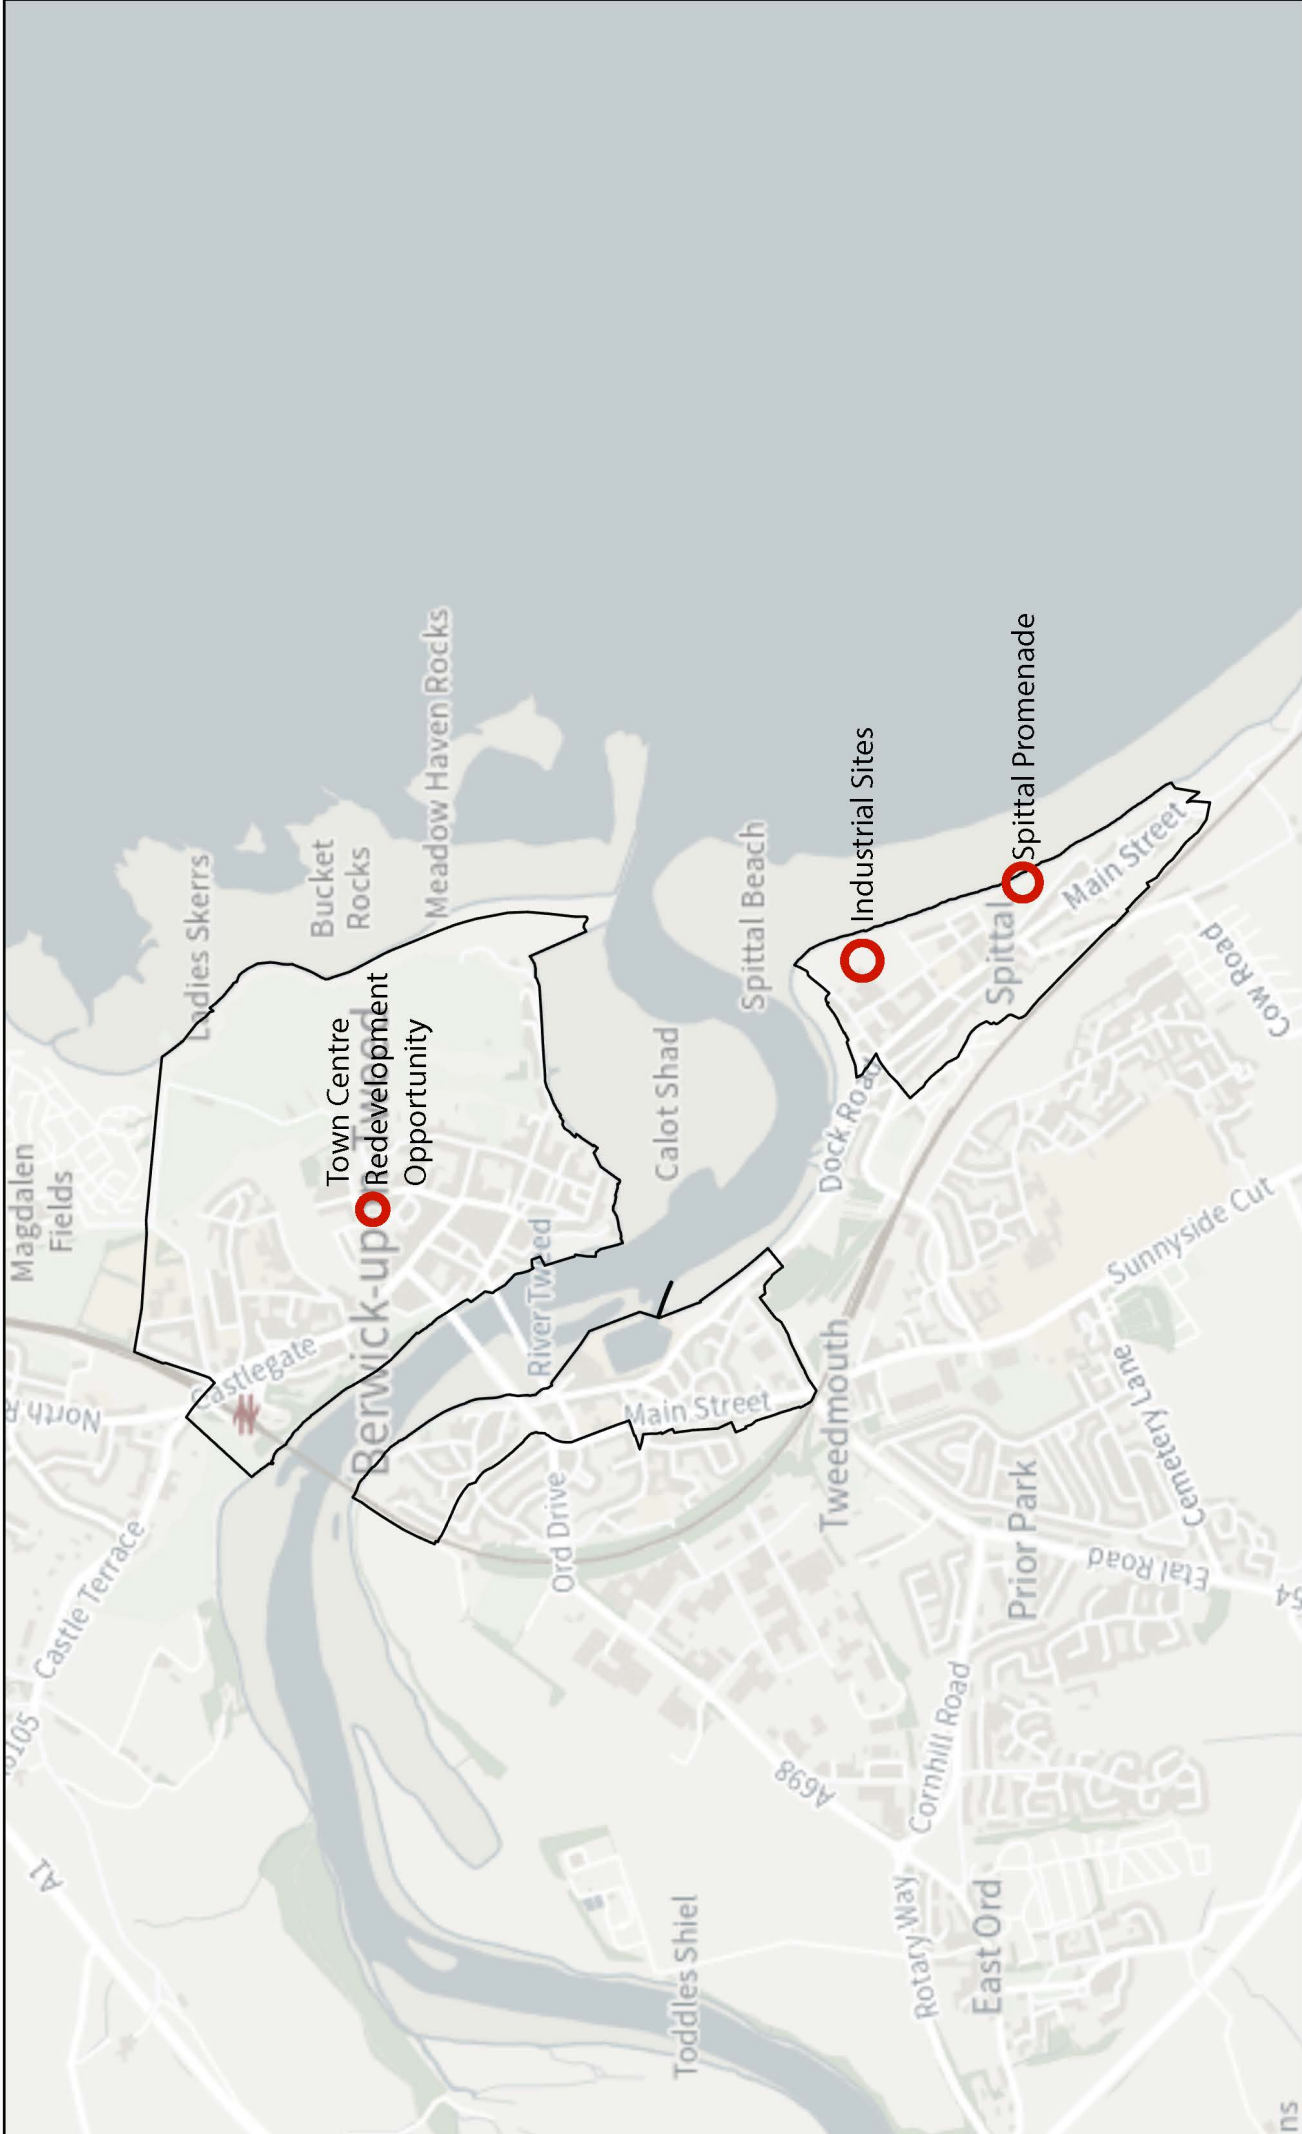 Magdalen
Fields
North R
Castlegate
Castle Terrace
A1
Ladies Skerrs
Bucket
Rocks
Meadow Haven Rocks
Town Centre
Redevelopment
Opportunity
Berwick-up
Tweed
River Tweed
Calot Shad
Spittal Beach
Industrial Sites
Spittal Promenade
Spittal
Main Street
Cow Road
Dock Road
Sunnyside Cut
Main Street
Tweedmouth
Ord Drive
Cemetery Lane
Prior Park
Etal Road
Cornhill Road
A698
Rotary Way
East Ord
Toddles Shiel
54
ns